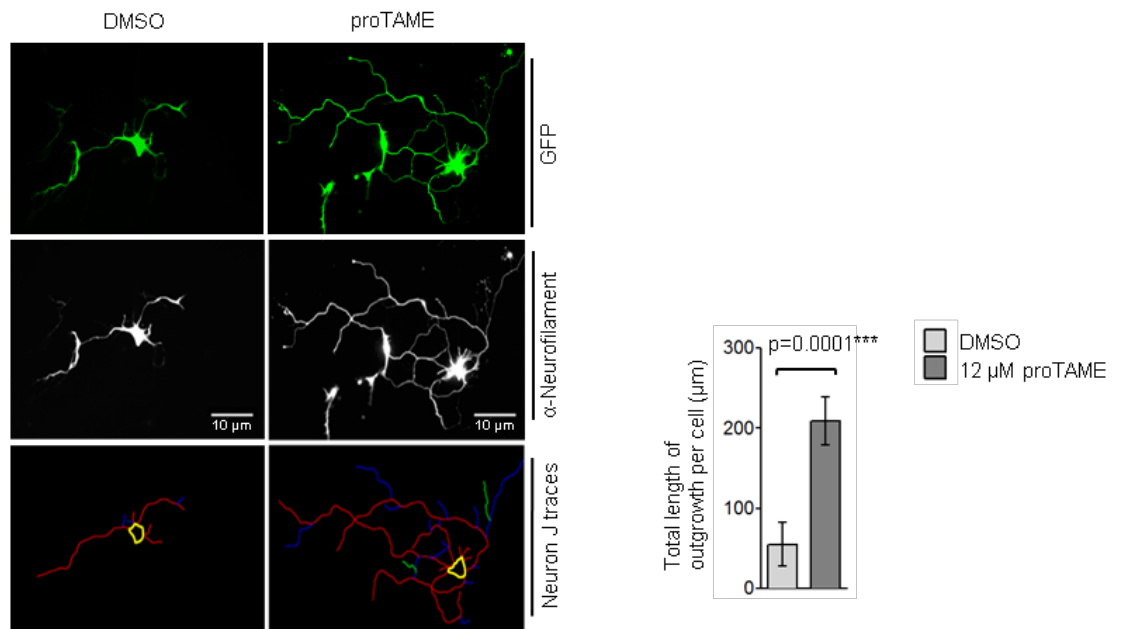 DMSO
proTAME
GFP
α-Neurofilament
10 µm
10 µm
Neuron J traces
Total length of
outgrowth per cell (µm)
300
200
100
0
p=0.0001***
DMSO
12 µM proTAME